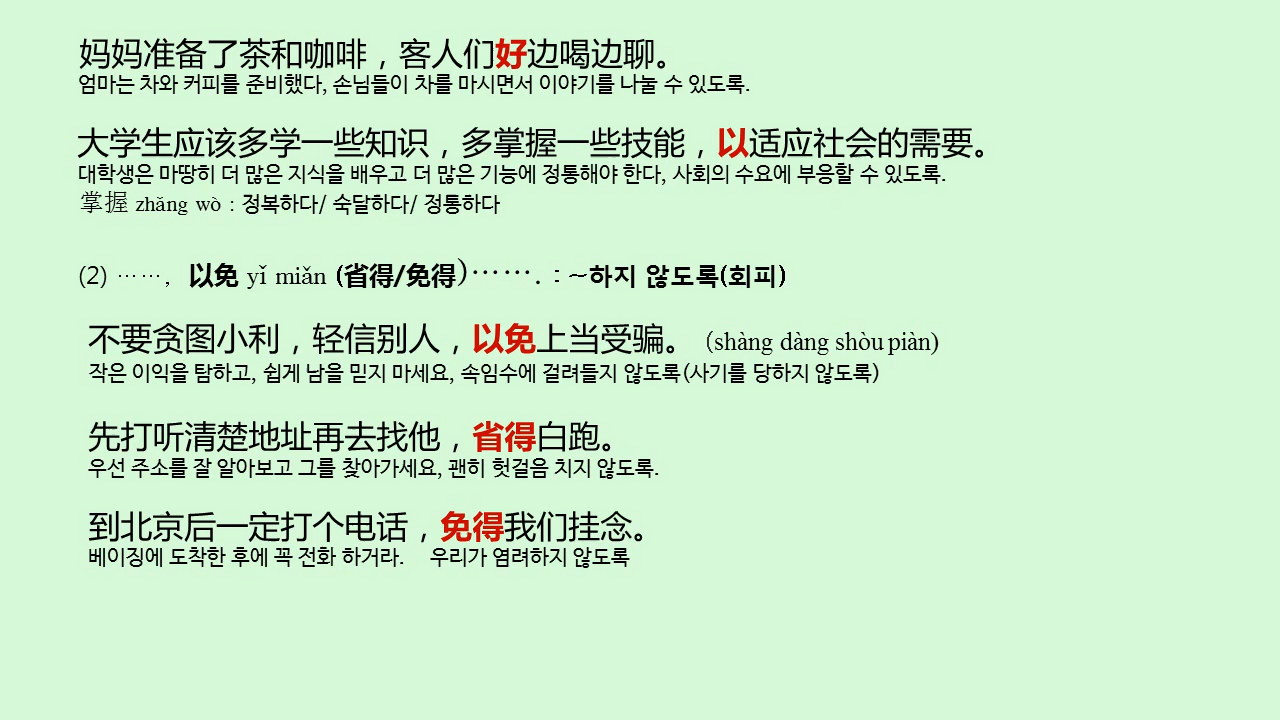 妈妈准备了茶和咖啡，客人们好边喝边聊。
엄마는 차와 커피를 준비했다, 손님들이 차를 마시면서 이야기를 나눌 수 있도록.
大学生应该多学一些知识，多掌握一些技能，以适应社会的需要。
대학생은 마땅히 더 많은 지식을 배우고 더 많은 기능에 정통해야 한다, 사회의 수요에 부응할 수 있도록.
掌握 zhǎng wò : 정복하다/ 숙달하다/ 정통하다
(2) ……, 以免 yǐ miǎn (省得/免得)……. : ~하지 않도록(회피)
不要贪图小利，轻信别人，以免上当受骗。（shàng dàng shòu piàn)
작은 이익을 탐하고, 쉽게 남을 믿지 마세요, 속임수에 걸려들지 않도록(사기를 당하지 않도록)
先打听清楚地址再去找他，省得白跑。
우선 주소를 잘 알아보고 그를 찾아가세요, 괜히 헛걸음 치지 않도록.
到北京后一定打个电话，免得我们挂念。
베이징에 도착한 후에 꼭 전화 하거라. 우리가 염려하지 않도록